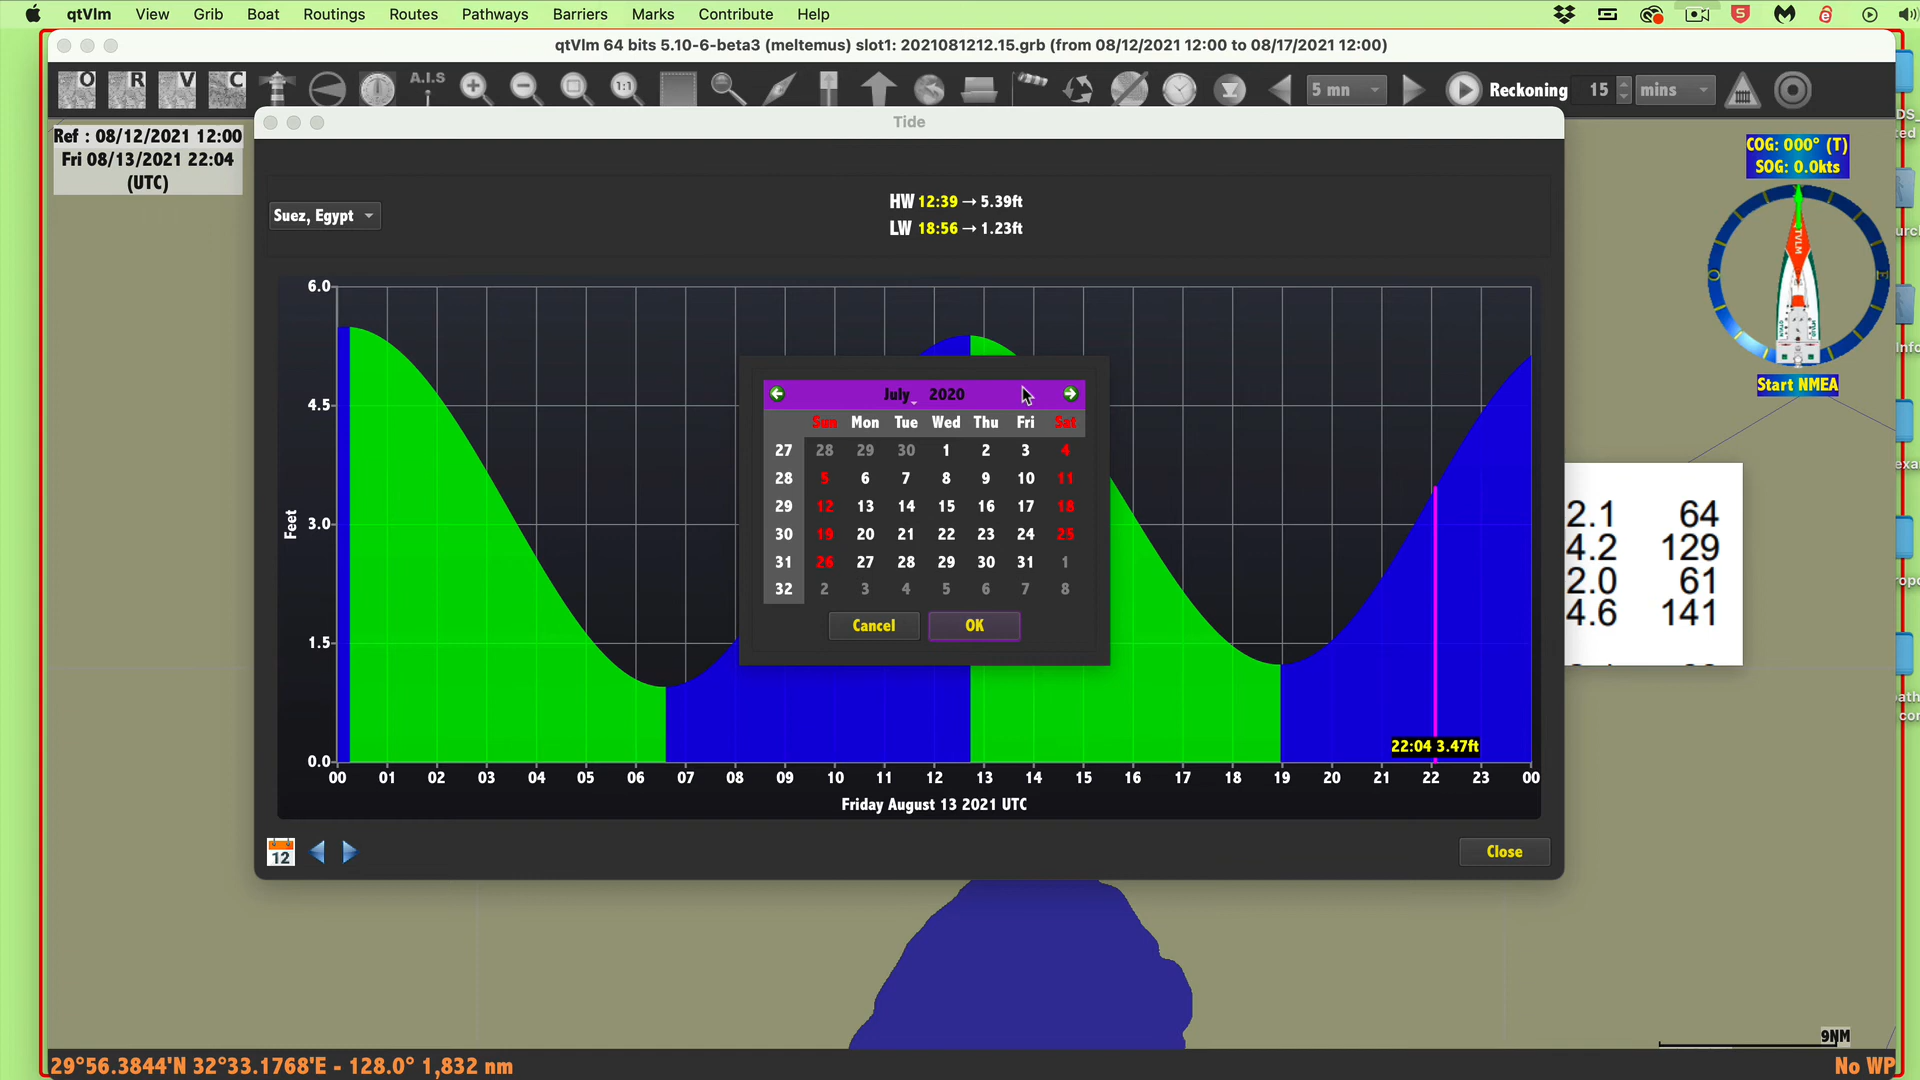 qtVlm View Grib Boat Routings Routes Pathways Barriers Marks Contribute Help
qtVlm 64 bits 5.10-6-beta3 (meltemus) slot1: 2021081212.15.grb (from 08/12/2021 12:00 to 08/17/2021 12:00)
O R V C A.I.S 1:1 5 mn Reckoning 15 mins
Ref : 08/12/2021 12:00
Fri 08/13/2021 22:04
(UTC)
Tide
Suez, Egypt
HW 12:39 → 5.39ft
LW 18:56 → 1.23ft
6.0
4.5
3.0
1.5
0.0
Feet
July 2020
Sun Mon Tue Wed Thu Fri Sat
27 28 29 30 1 2 3 4
28 5 6 7 8 9 10 11
29 12 13 14 15 16 17 18
30 19 20 21 22 23 24 25
31 26 27 28 29 30 31 1
32 2 3 4 5 6 7 8
Cancel OK
22:04 3.47ft
00 01 02 03 04 05 06 07 08 09 10 11 12 13 14 15 16 17 18 19 20 21 22 23 00
Friday August 13 2021 UTC
12
Close
COG: 000° (T)
SOG: 0.0kts
QTVLM
Start NMEA
2.1 64
4.2 129
2.0 61
4.6 141
9NM
29°56.3844'N 32°33.1768'E - 128.0° 1,832 nm
No WP